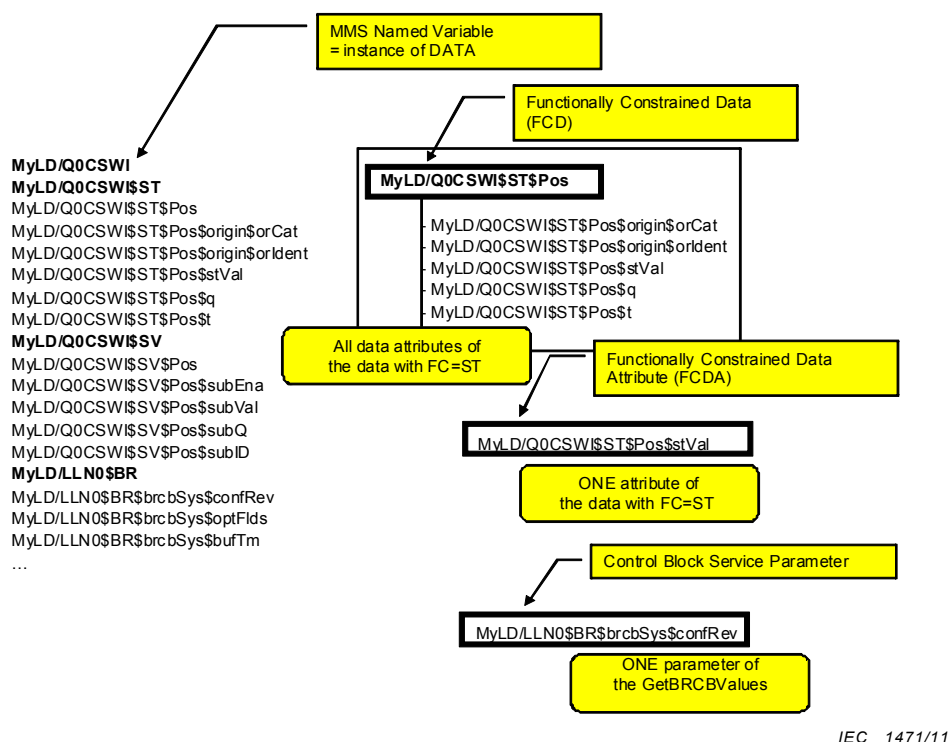 MMS Named Variable
= instance of DATA
Functionally Constrained Data
(FCD)
MyLD/Q0CSWI
MyLD/Q0CSWI$ST
MyLD/Q0CSWI$ST$Pos
MyLD/Q0CSWI$ST$Pos$origin$orCat
MyLD/Q0CSWI$ST$Pos$origin$orIdent
MyLD/Q0CSWI$ST$Pos$stVal
MyLD/Q0CSWI$ST$Pos$q
MyLD/Q0CSWI$ST$Pos$t
MyLD/Q0CSWI$SV
MyLD/Q0CSWI$SV$Pos
MyLD/Q0CSWI$SV$Pos$subEna
MyLD/Q0CSWI$SV$Pos$subVal
MyLD/Q0CSWI$SV$Pos$subQ
MyLD/Q0CSWI$SV$Pos$subID
MyLD/LLN0$BR
MyLD/LLN0$BR$brcbSys$confRev
MyLD/LLN0$BR$brcbSys$optFlds
MyLD/LLN0$BR$brcbSys$bufTm
…
MyLD/Q0CSWI$ST$Pos
- MyLD/Q0CSWI$ST$Pos$origin$orCat
- MyLD/Q0CSWI$ST$Pos$origin$orIdent
- MyLD/Q0CSWI$ST$Pos$stVal
- MyLD/Q0CSWI$ST$Pos$q
- MyLD/Q0CSWI$ST$Pos$t
All data attributes of
the data with FC=ST
Functionally Constrained Data
Attribute (FCDA)
MyLD/Q0CSWI$ST$Pos$stVal
ONE attribute of
the data with FC=ST
Control Block Service Parameter
MyLD/LLN0$BR$brcbSys$confRev
ONE parameter of
the GetBRCBValues
IEC 1471/11